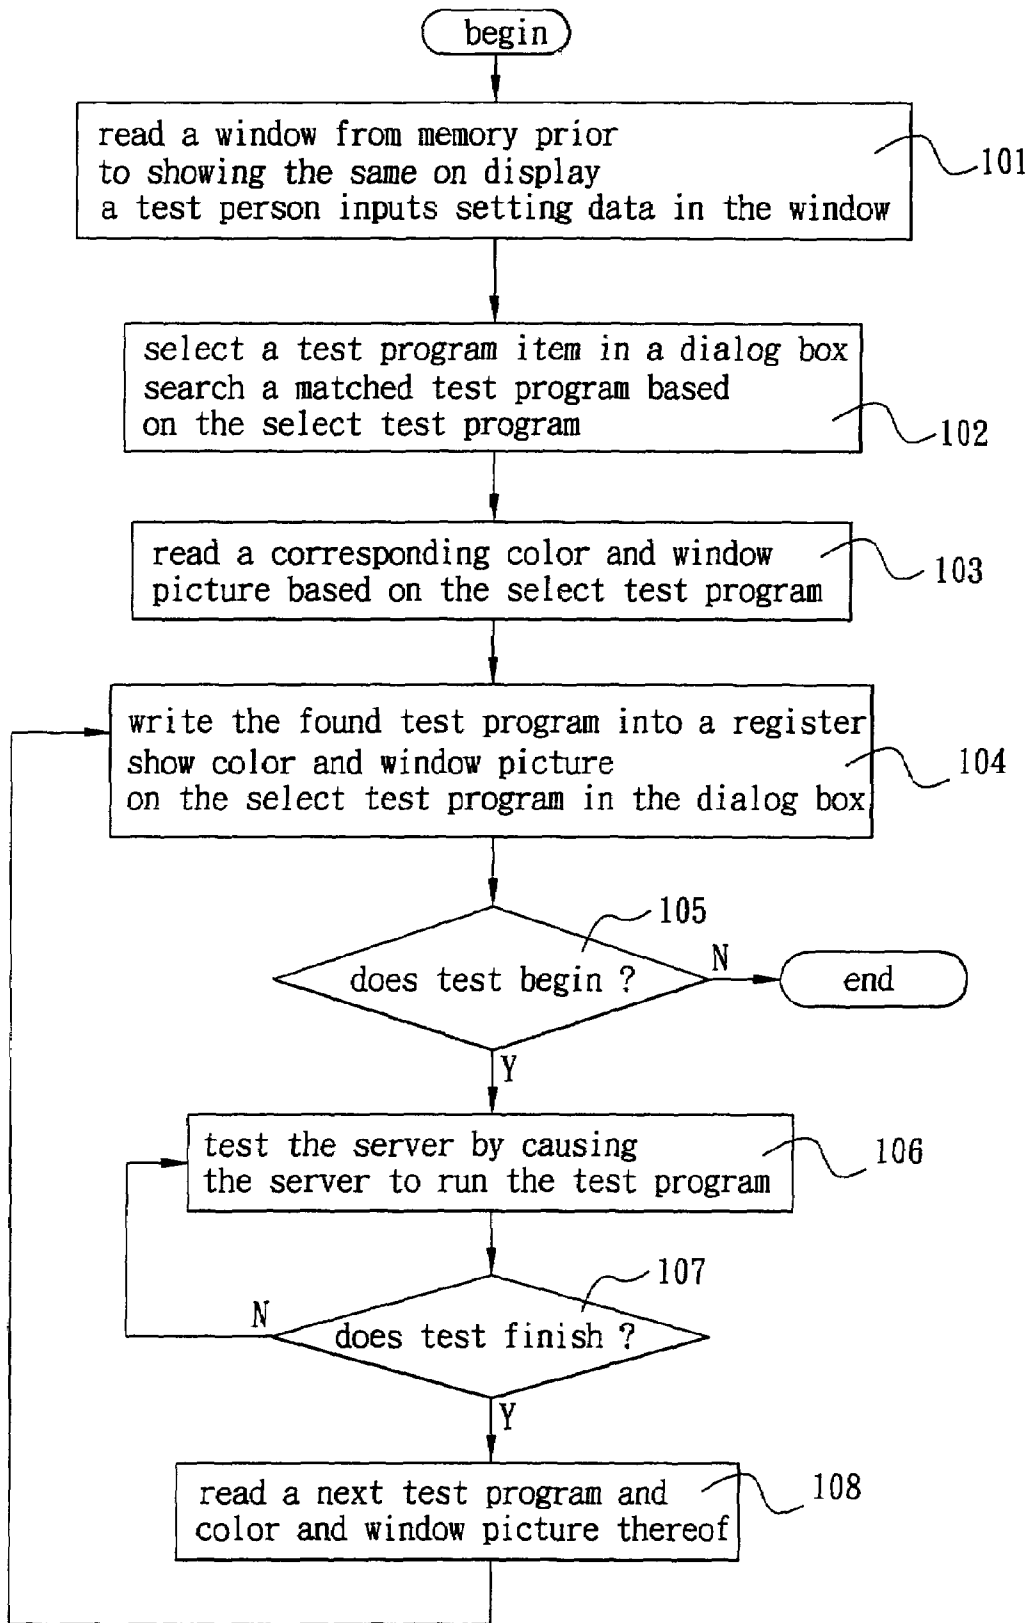 begin
read a window from memory prior
to showing the same on display
a test person inputs setting data in the window
101
select a test program item in a dialog box
search a matched test program based
on the select test program
102
read a corresponding color and window
picture based on the select test program
103
write the found test program into a register
show color and window picture
on the select test program in the dialog box
104
105
does test begin ?
N
end
Y
test the server by causing
the server to run the test program
106
107
N
does test finish ?
Y
read a next test program and
color and window picture thereof
108